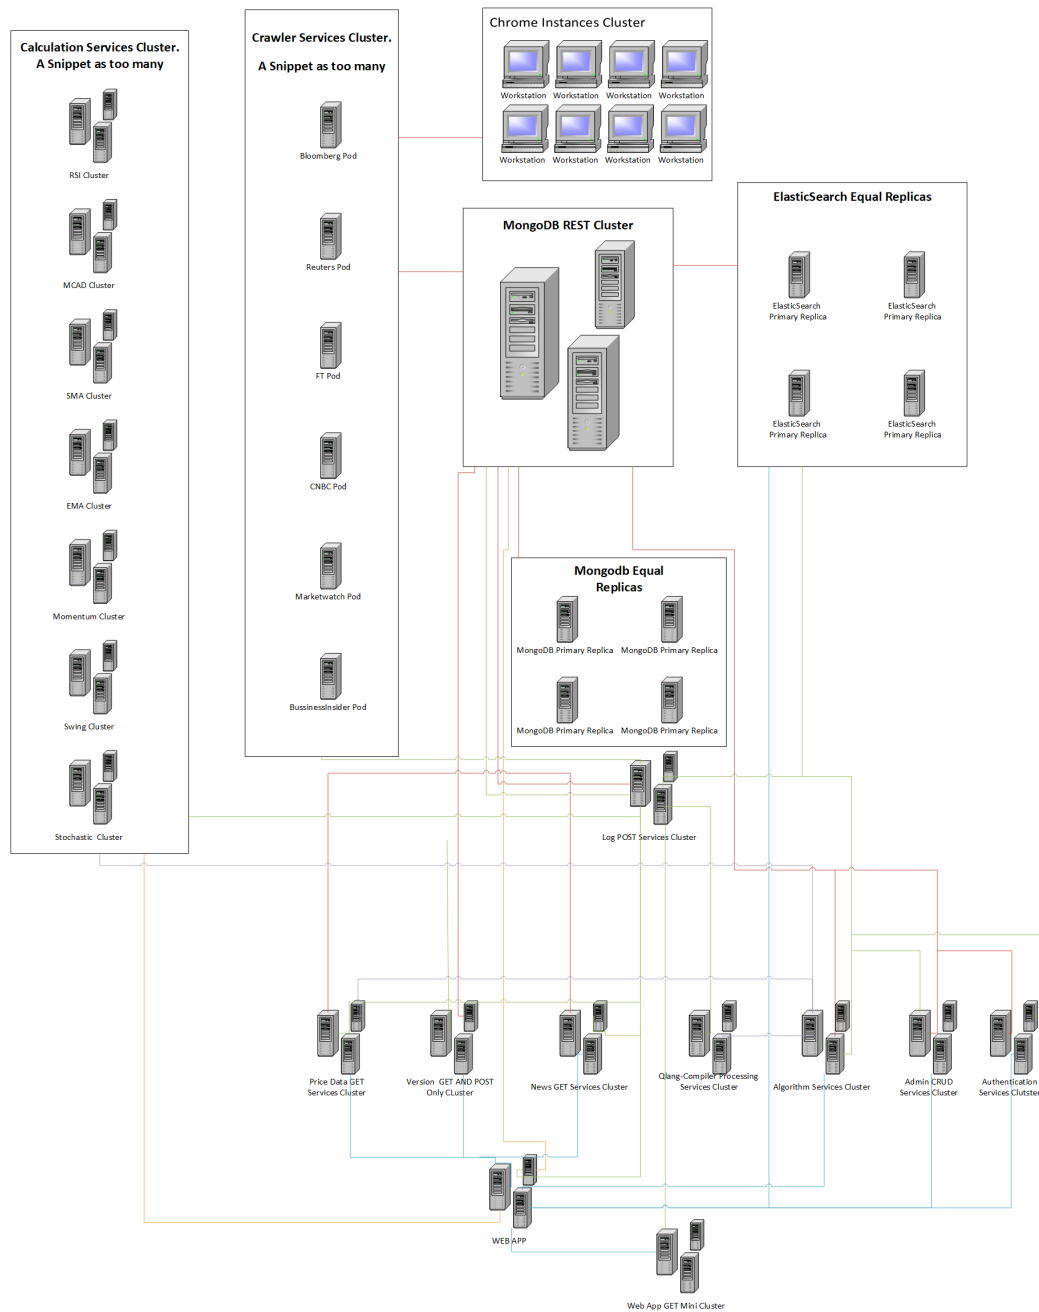 Calculation Services Cluster.
A Snippet as too many
RSI Cluster
MCAD Cluster
SMA Cluster
EMA Cluster
Momentum Cluster
Swing Cluster
Stochastic  Cluster
Crawler Services Cluster.
A Snippet as too many
Bloomberg Pod
Reuters Pod
FT Pod
CNBC Pod
Marketwatch Pod
BussinessInsider Pod
Chrome Instances Cluster
Workstation Workstation Workstation Workstation
Workstation Workstation Workstation Workstation
MongoDB REST Cluster
ElasticSearch Equal Replicas
ElasticSearch
Primary Replica
ElasticSearch
Primary Replica
ElasticSearch
Primary Replica
ElasticSearch
Primary Replica
Mongodb Equal
Replicas
MongoDB Primary Replica MongoDB Primary Replica
MongoDB Primary Replica MongoDB Primary Replica
Log POST Services Cluster
Price Data GET
Services Cluster
Version  GET AND POST
Only CLuster
News GET Services Cluster
Qlang-Compiler Processing
Services Cluster
Algorithm Services Cluster
Admin CRUD
Services Cluster
Authentication
Services Clutster
WEB APP
Web App GET Mini Cluster